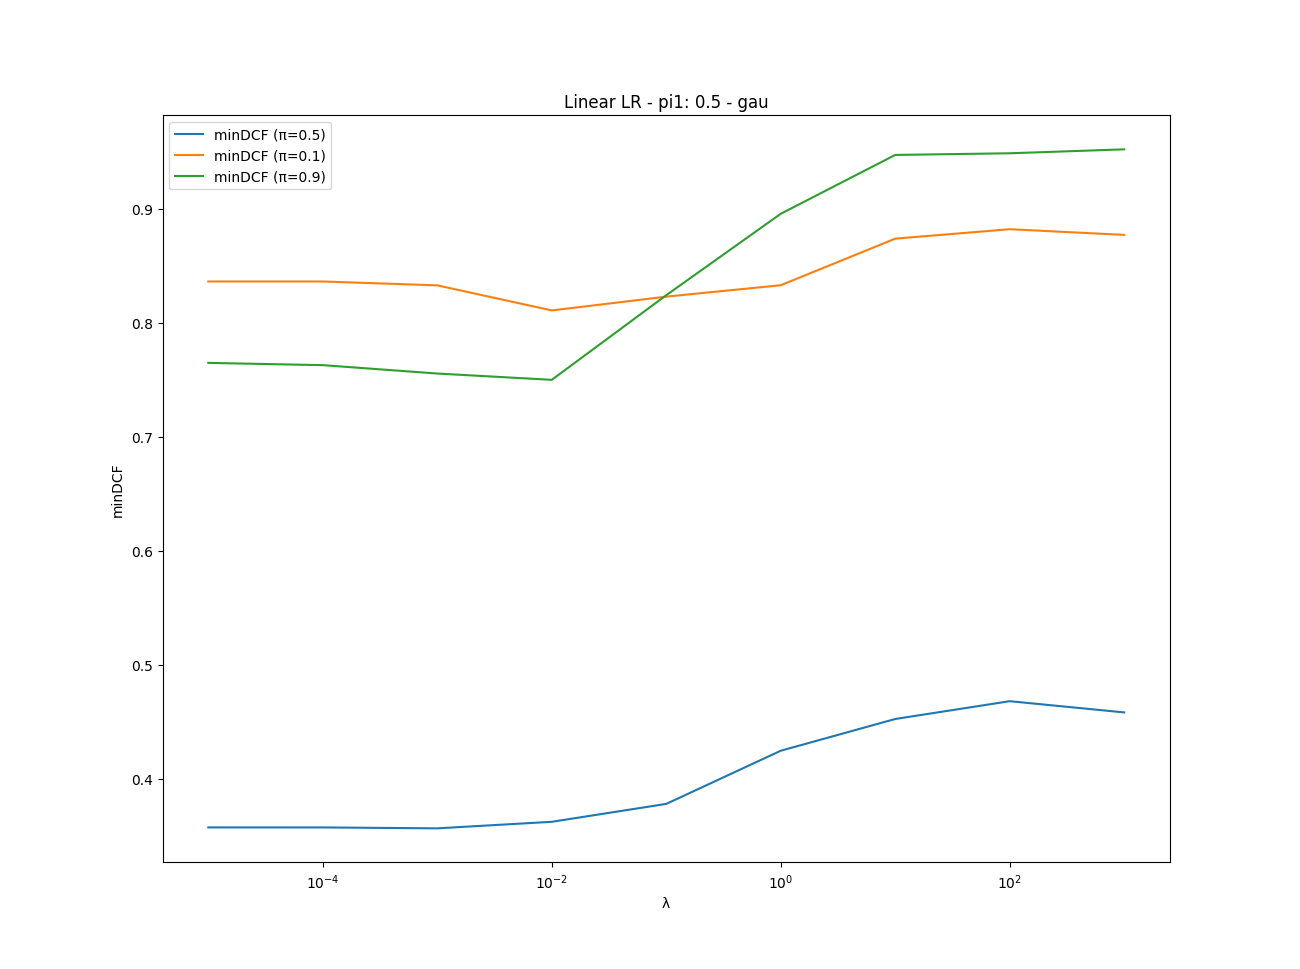 Linear LR - pi1: 0.5 - gau
minDCF (π=0.5)
minDCF (π=0.1)
minDCF (π=0.9)
0.9
0.8
0.7
0.6
0.5
0.4
minDCF
10⁻⁴
10⁻²
10⁰
10²
λ